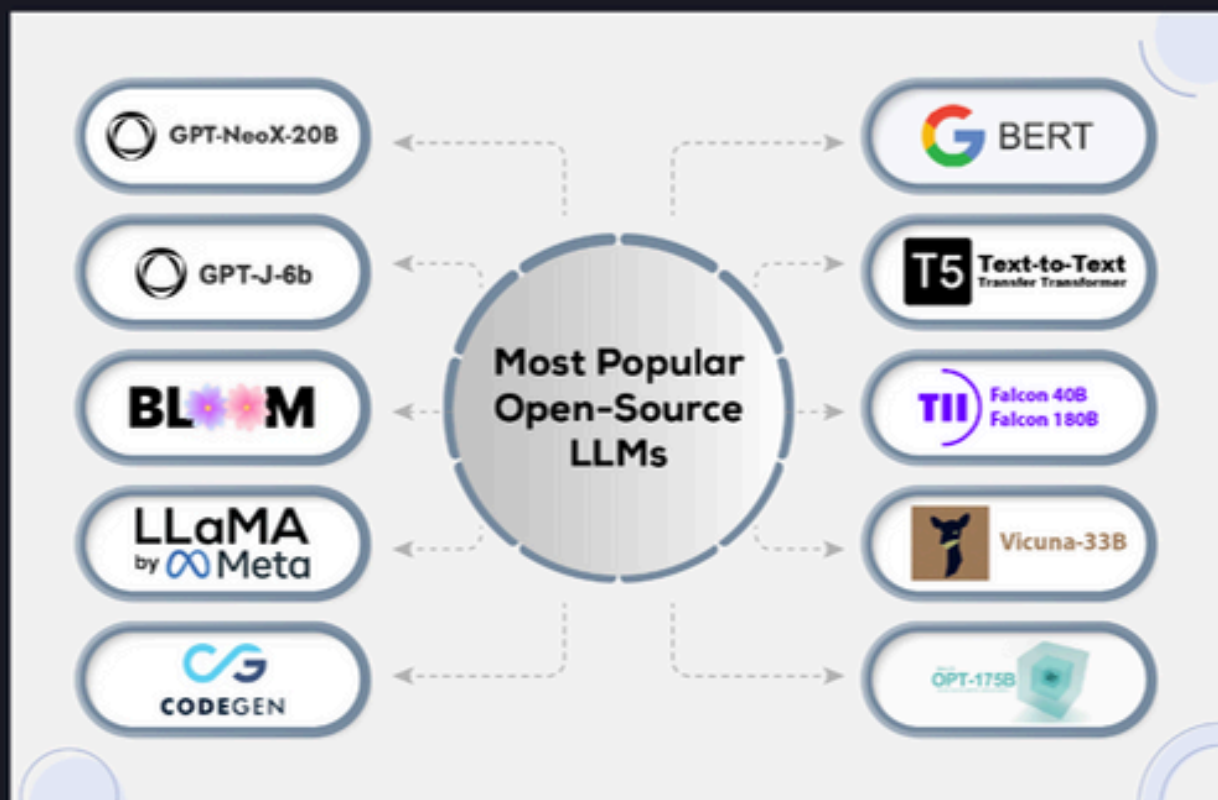 GPT-NeoX-20B
GPT-J-6b
BLOOM
LLaMA
by Meta
CODEGEN
Most Popular
Open-Source
LLMs
BERT
T5 Text-to-Text
Transfer Transformer
TII Falcon 40B
Falcon 180B
Vicuna-33B
OPT-175B